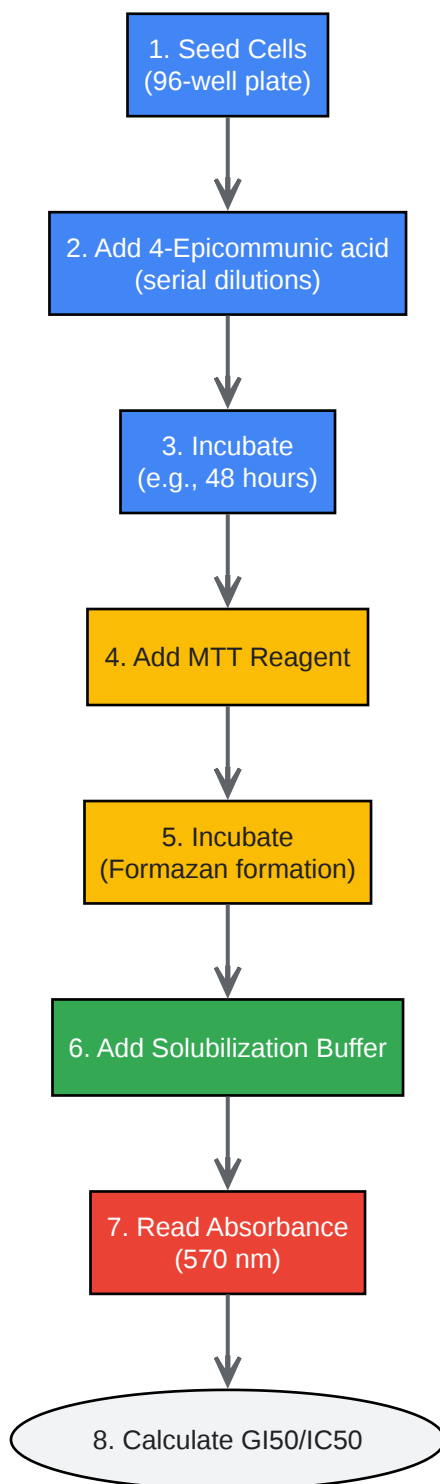 1. Seed Cells
(96-well plate)
2. Add 4-Epicommunic acid
(serial dilutions)
3. Incubate
(e.g., 48 hours)
4. Add MTT Reagent
5. Incubate
(Formazan formation)
6. Add Solubilization Buffer
7. Read Absorbance
(570 nm)
8. Calculate GI50/IC50